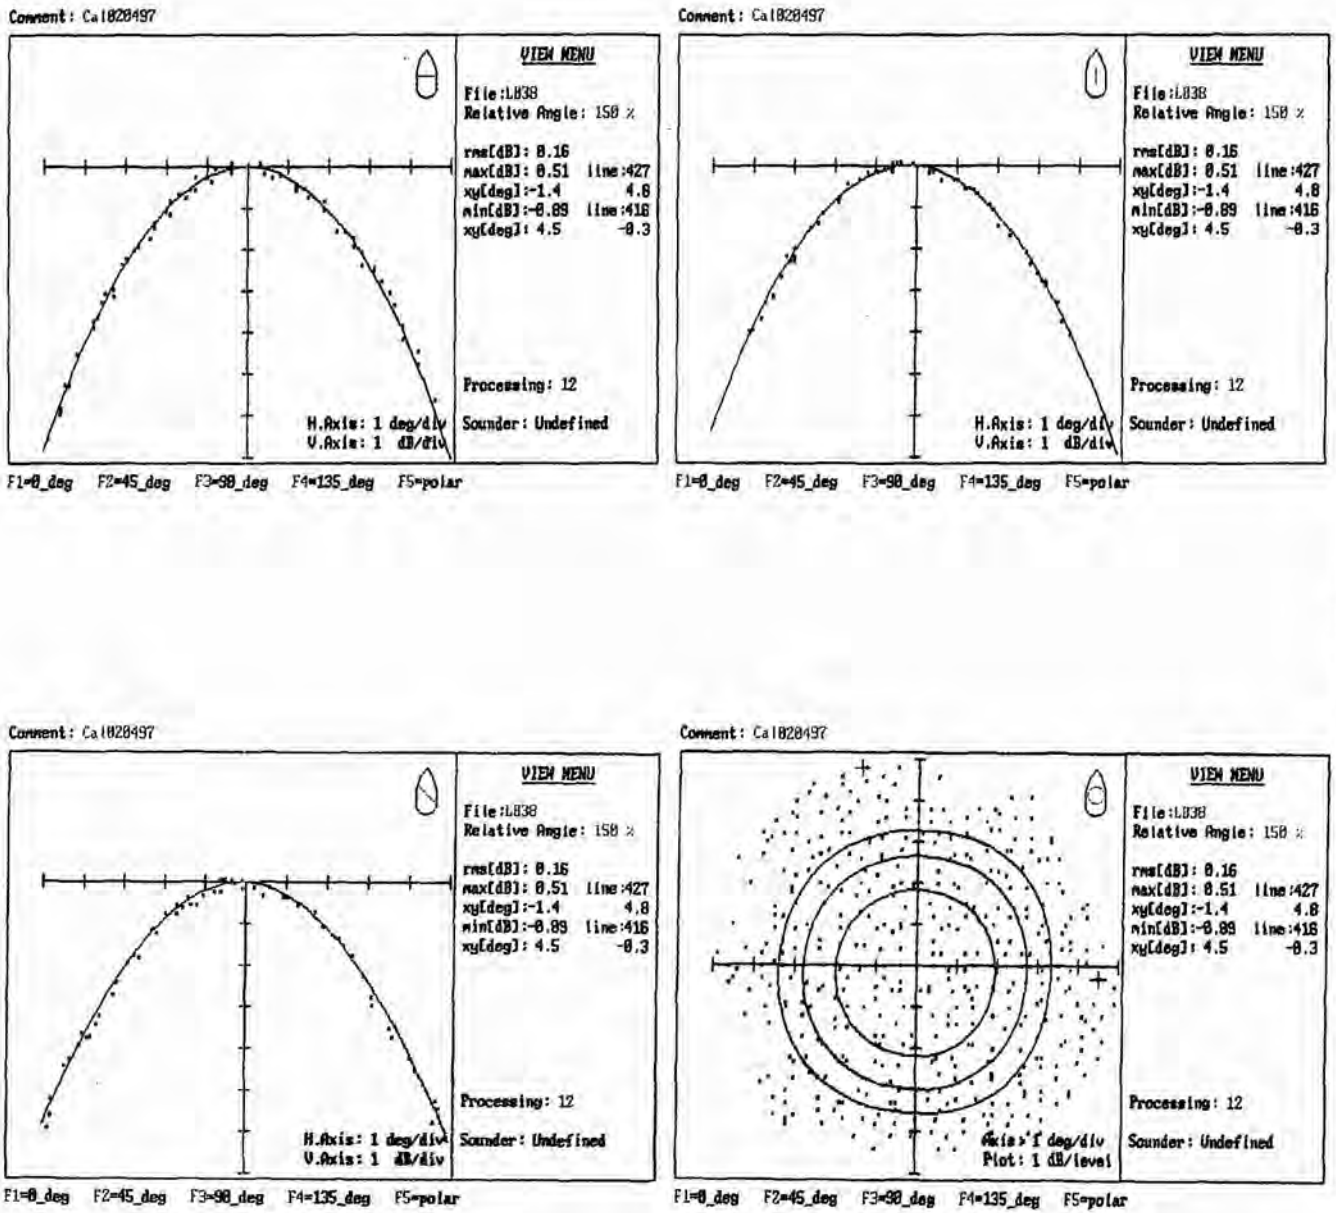 Comment: Cal020497
VIEW MENU
File:L038
Relative Angle: 150 %
rms[dB]: 0.16
max[dB]: 0.51 line:427
xy[deg]:-1.4 4.8
min[dB]:-0.89 line:416
xy[deg]: 4.5 -0.3
Processing: 12
H.Axis: 1 deg/div
Sounder: Undefined
V.Axis: 1 dB/div
F1=0_deg F2=45_deg F3=90_deg F4=135_deg F5=polar
Comment: Cal020497
VIEW MENU
File:L038
Relative Angle: 150 %
rms[dB]: 0.16
max[dB]: 0.51 line:427
xy[deg]:-1.4 4.8
min[dB]:-0.89 line:416
xy[deg]: 4.5 -0.3
Processing: 12
H.Axis: 1 deg/div
Sounder: Undefined
V.Axis: 1 dB/div
F1=0_deg F2=45_deg F3=90_deg F4=135_deg F5=polar
Comment: Cal020497
VIEW MENU
File:L038
Relative Angle: 150 %
rms[dB]: 0.16
max[dB]: 0.51 line:427
xy[deg]:-1.4 4.8
min[dB]:-0.89 line:416
xy[deg]: 4.5 -0.3
Processing: 12
H.Axis: 1 deg/div
Sounder: Undefined
V.Axis: 1 dB/div
F1=0_deg F2=45_deg F3=90_deg F4=135_deg F5=polar
Comment: Cal020497
VIEW MENU
File:L038
Relative Angle: 150 %
rms[dB]: 0.16
max[dB]: 0.51 line:427
xy[deg]:-1.4 4.8
min[dB]:-0.89 line:416
xy[deg]: 4.5 -0.3
Processing: 12
Axis: 1 deg/div
Sounder: Undefined
Plot: 1 dB/level
F1=0_deg F2=45_deg F3=90_deg F4=135_deg F5=polar